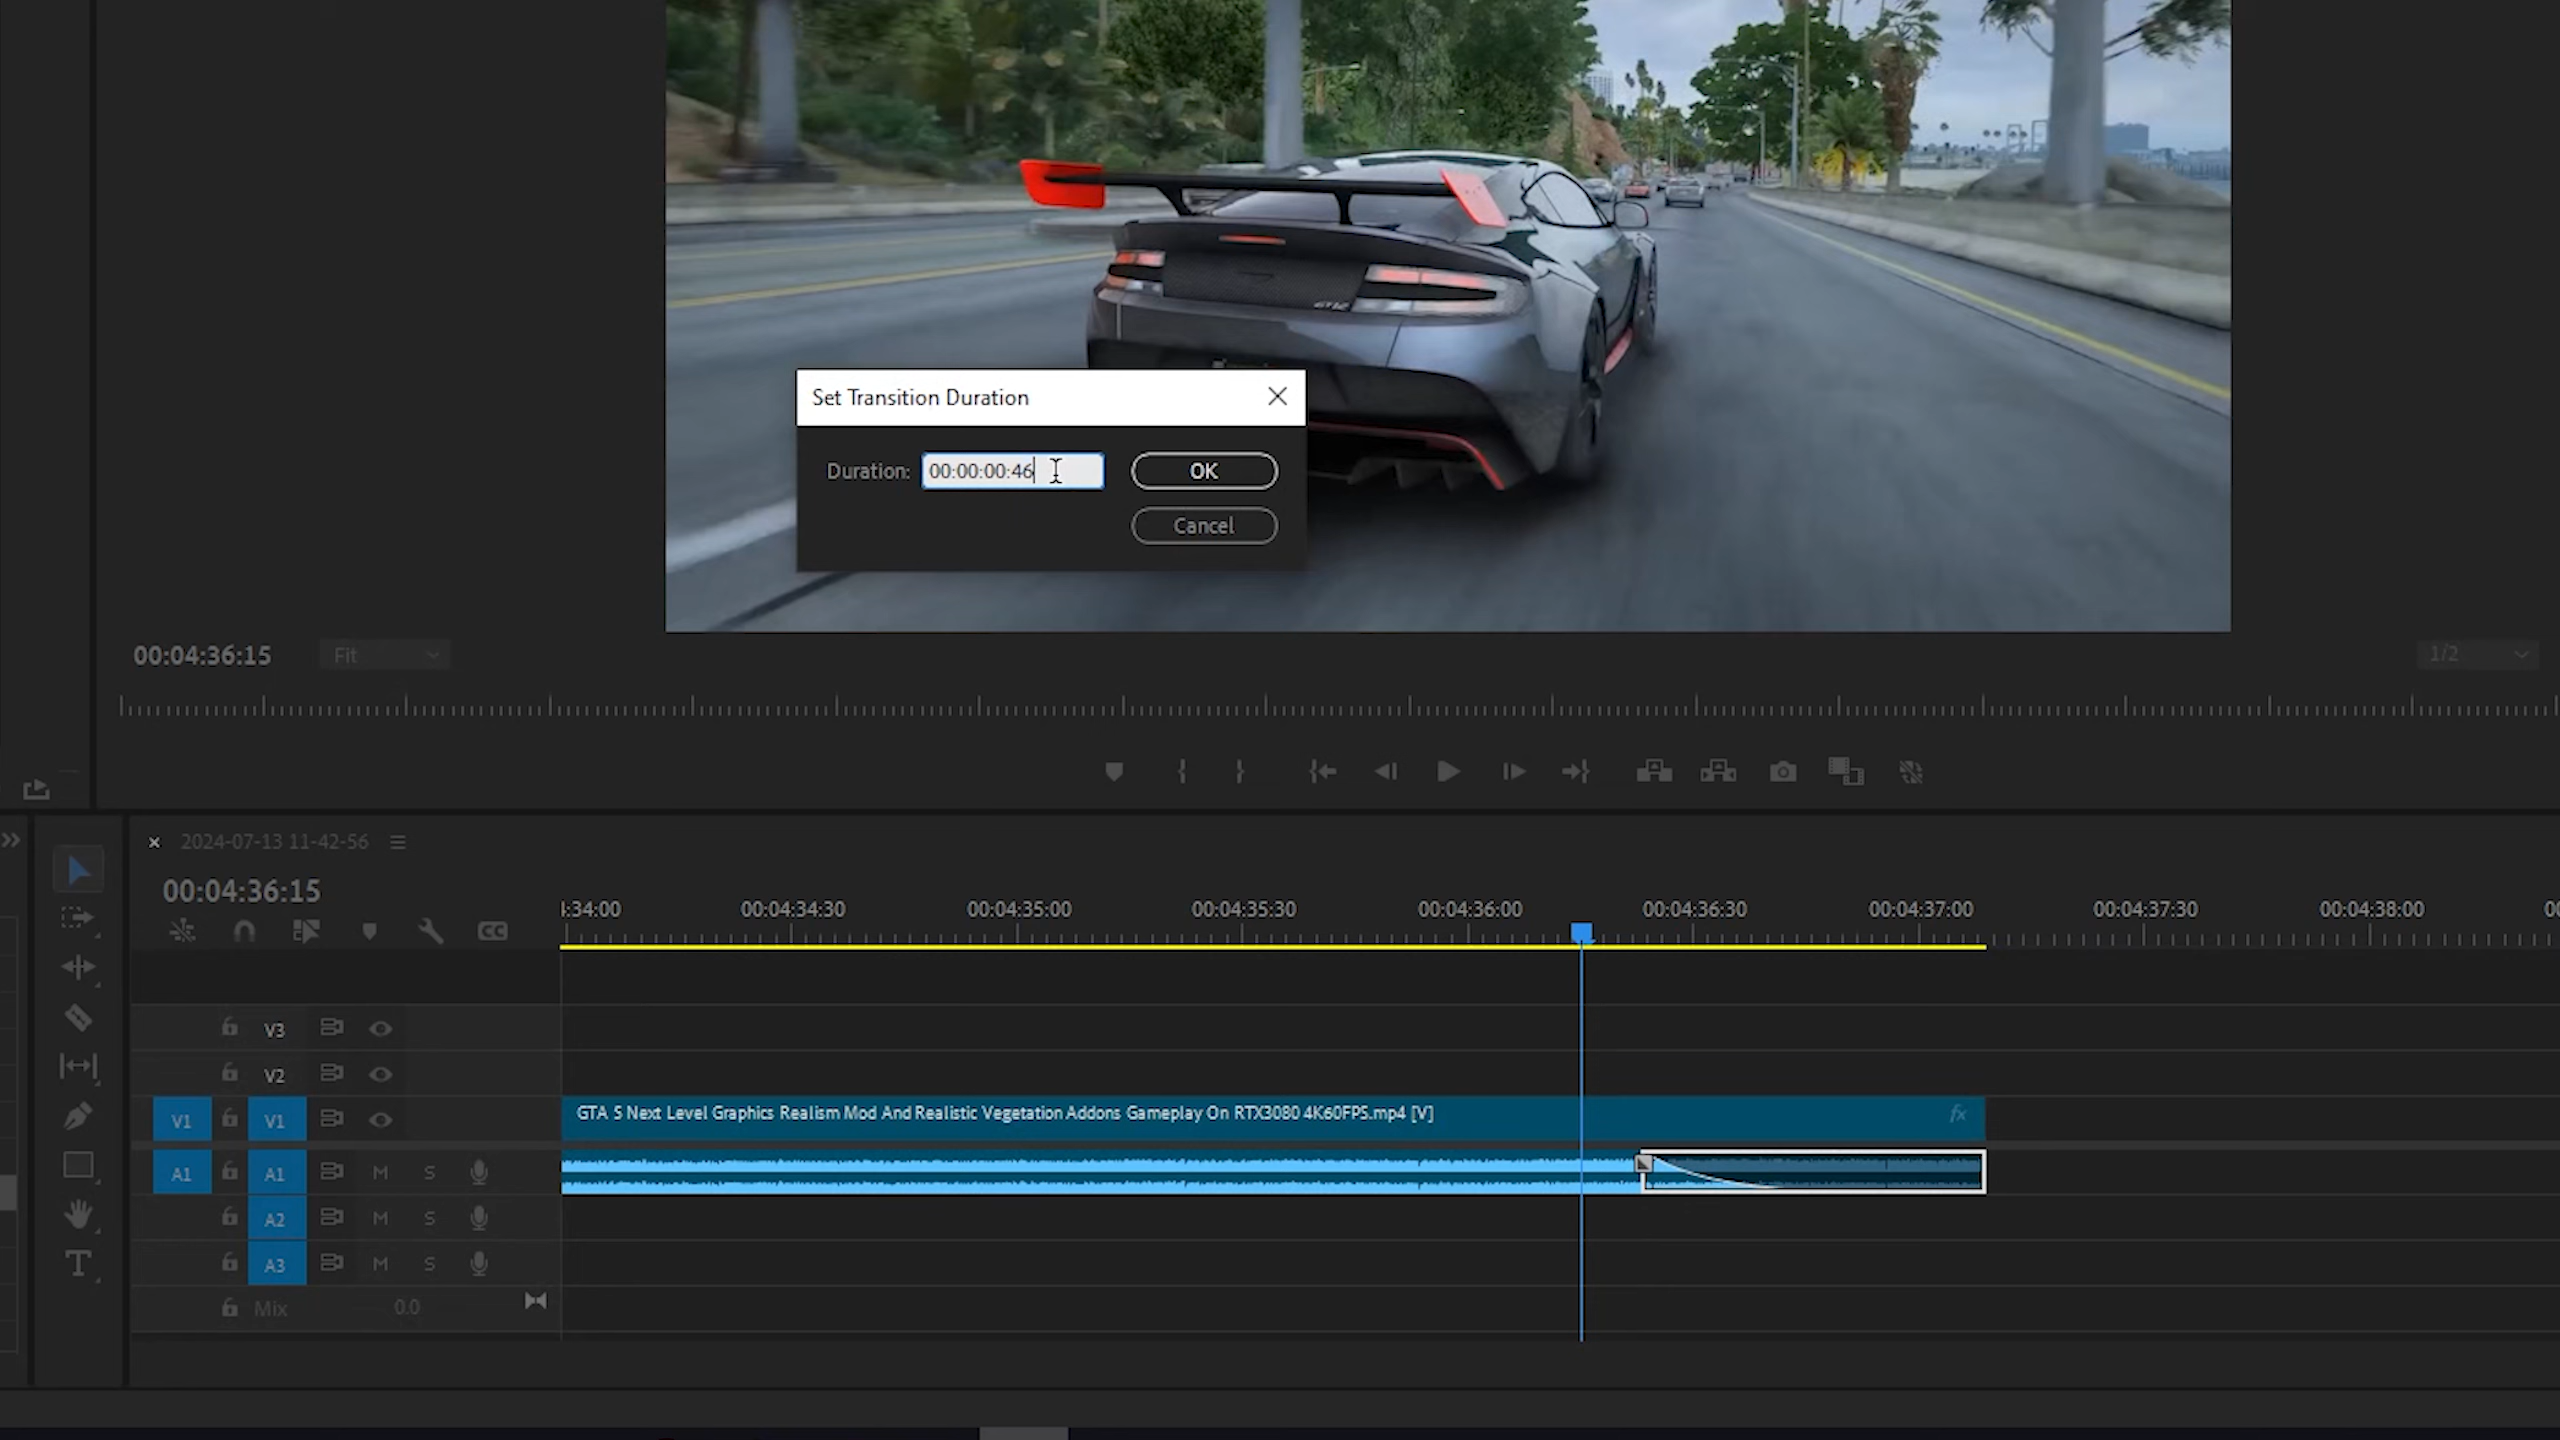 Set Transition Duration
Duration: 00:00:00:46 OK
Cancel
00:04:36:15 Fit 1/2
2024-07-13 11-42-56
00:04:36:15
:34:00 00:04:34:30 00:04:35:00 00:04:35:30 00:04:36:00 00:04:36:30 00:04:37:00 00:04:37:30 00:04:38:00
CC
V3
V2
V1 V1 GTA 5 Next Level Graphics Realism Mod And Realistic Vegetation Addons Gameplay On RTX3080 4K60FPS.mp4 [V] fx
A1 A1 M S
A2 M S
A3 M S
Mix 0.0